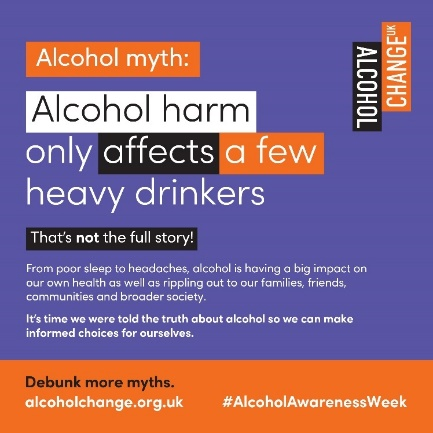 Alcohol myth:
ALCOHOL
CHANGE UK
Alcohol harm
only affects a few
heavy drinkers
That's not the full story!
From poor sleep to headaches, alcohol is having a big impact on
our own health as well as rippling out to our families, friends,
communities and broader society.
It's time we were told the truth about alcohol so we can make
informed choices for ourselves.
Debunk more myths.
alcoholchange.org.uk #AlcoholAwarenessWeek